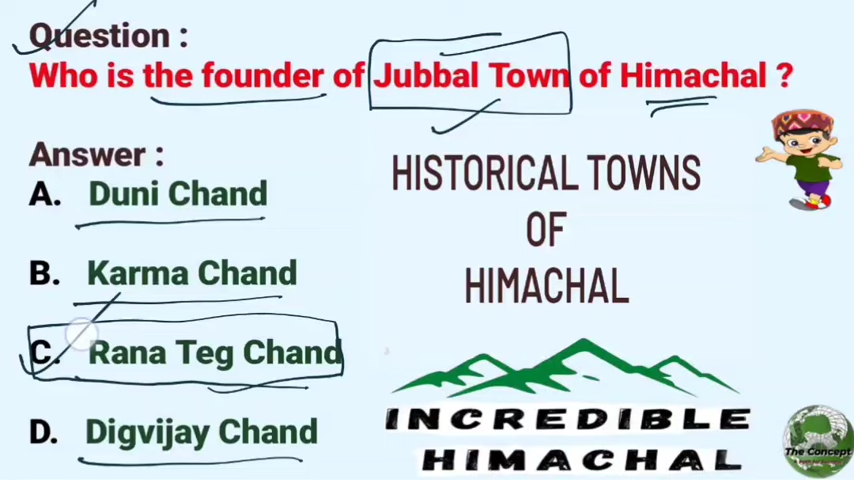 Question :
Who is the founder of Jubbal Town of Himachal ?
Answer :
A. Duni Chand
B. Karma Chand
C. Rana Teg Chand
D. Digvijay Chand
HISTORICAL TOWNS
OF
HIMACHAL
INCREDIBLE
HIMACHAL
The Concept